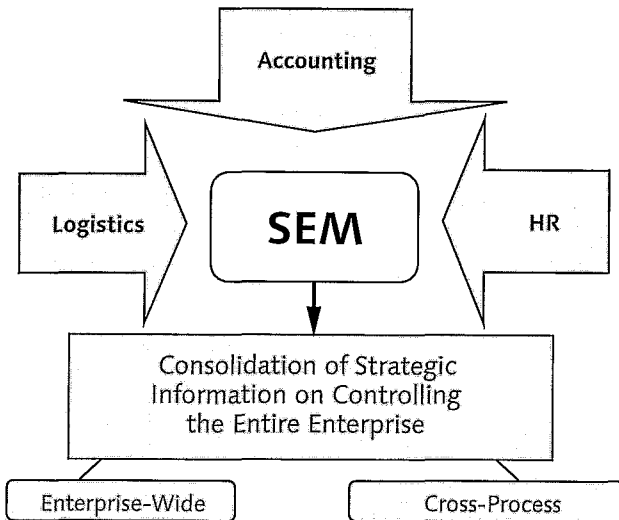 Accounting
Logistics
SEM
HR
Consolidation of Strategic
Information on Controlling
the Entire Enterprise
Enterprise-Wide
Cross-Process